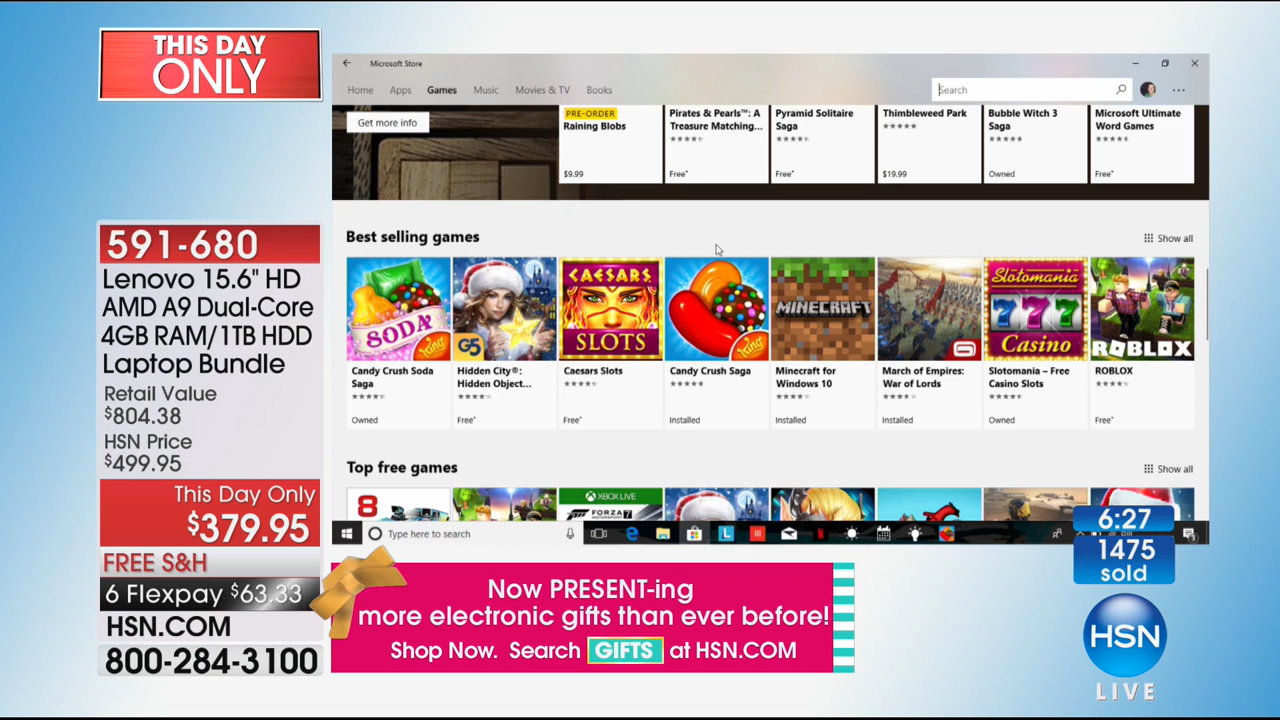 THIS DAY
ONLY
591-680
Lenovo 15.6" HD
AMD A9 Dual-Core
4GB RAM/1TB HDD
Laptop Bundle
Retail Value
$804.38
HSN Price
$499.95
This Day Only
$379.95
FREE S&H
6 Flexpay $63.33
HSN.COM
800-284-3100
Microsoft Store
Home Apps Games Music Movies & TV Books
Search
Get more info
PRE-ORDER
Raining Blobs
$9.99
Pirates & Pearls™: A
Treasure Matching...
Free*
Pyramid Solitaire
Saga
Free*
Thimbleweed Park
$19.99
Bubble Witch 3
Saga
Owned
Microsoft Ultimate
Word Games
Free*
Best selling games
Show all
SODA
King
Candy Crush Soda
Saga
Owned
G5
Hidden City®:
Hidden Object...
Free*
CAESARS
SLOTS
Caesars Slots
Free*
King
Candy Crush Saga
Installed
MINECRAFT
Minecraft for
Windows 10
Installed
March of Empires:
War of Lords
Installed
Slotomania
777
Casino
Slotomania – Free
Casino Slots
Owned
ROBLOX
ROBLOX
Free*
Top free games
Show all
8
XBOX LIVE
FORZA
Type here to search
6:27
1475
sold
Now PRESENT-ing
more electronic gifts than ever before!
Shop Now. Search GIFTS at HSN.COM
HSN
LIVE